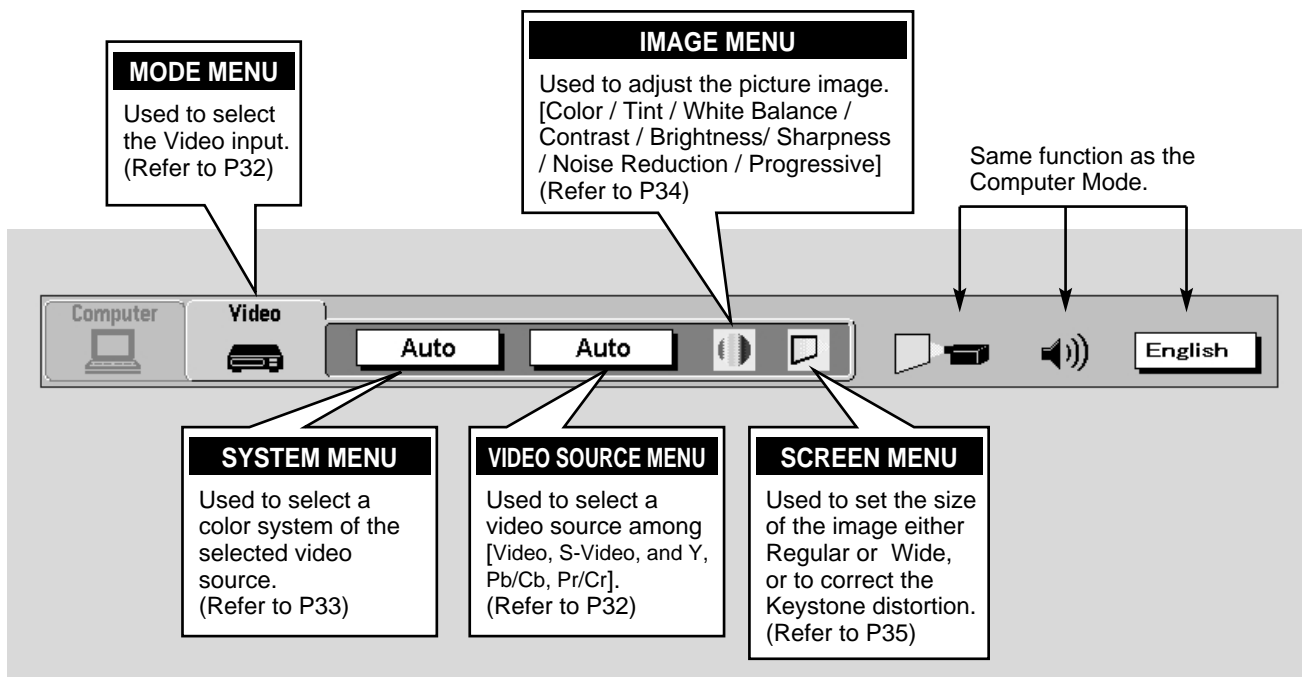 MODE MENU
Used to select
the Video input.
(Refer to P32)
IMAGE MENU
Used to adjust the picture image.
[Color / Tint / White Balance /
Contrast / Brightness/ Sharpness
/ Noise Reduction / Progressive]
(Refer to P34)
Same function as the
Computer Mode.
Computer
Video
Auto
Auto
English
SYSTEM MENU
Used to select a
color system of the
selected video
source.
(Refer to P33)
VIDEO SOURCE MENU
Used to select a
video source among
[Video, S-Video, and Y,
Pb/Cb, Pr/Cr].
(Refer to P32)
SCREEN MENU
Used to set the size
of the image either
Regular or Wide,
or to correct the
Keystone distortion.
(Refer to P35)